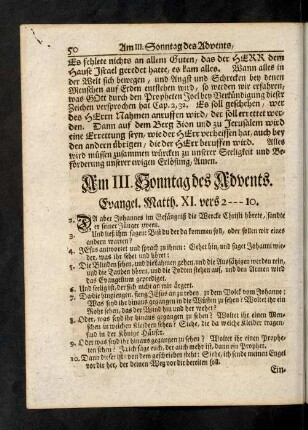 50 Am III. Sonntag des Advents,
Es fehlete nichts an allem Guten, das der HERR dem
Hause Israel geredet hatte, es kam alles. Wann alles in
der Welt sich bewegen, und Angst und Schrecken bey denen
Menschen auf Erden entstehen wird, so werden wir erfahren,
was GOtt durch den Propheten Joel bey Verkündigung dieser
Zeichen versprochen hat Cap. 2, 32. Es soll geschehen, wer
des HErrn Nahmen anruffen wird, der soll errettet wer-
den. Dann auf dem Berg Zion und zu Jerusalem wird
eine Errettung seyn, wie der HErr verheissen hat, auch bey
den andern übrigen, die der HErr beruffen wird. Alles
wird müssen zusammen würcken zu unserer Seeligkeit und Be-
förderung unserer ewigen Erlösung, Amen.
Am III. Sonntag des Advents.
Evangel. Matth. XI. vers 2---10.
2. DA aber Johannes im Gefängniß die Wercke Christi hörete, sandte
er seiner Jünger zween.
3. Und ließ ihm sagen: Bist du der da kommen soll, oder sollen wir eines
andern warten?
4. JEsus antwortet und sprach zu ihnen: Gehet hin, und saget Johanni wie-
der, was ihr sehet und höret:
5. Die Blinden sehen, und die Lahmen gehen, und die Aussätzigen werden rein,
und die Tauben hören, und die Todten stehen auf, und den Armen wird
das Evangelium geprediget.
6. Und seelig ist, der sich nicht an mir ärgert.
7. Da die hingiengen, fieng JEsus an zu reden zu dem Volck von Johanne:
Was seyd ihr hinaus gegangen in die Wüsten zu sehen? Wolltet ihr ein
Rohr sehen, das der Wind hin und her wehet?
8. Oder, was seyd ihr hinaus gegangen zu sehen? Woltet ihr einen Men-
schen in weichen Kleidern sehen? Siehe, die da weiche Kleider tragen,
sind in der Könige Häuser.
9. Oder was seyd ihr hinaus gegangen zu sehen? Woltet ihr einen Prophe-
ten sehen? Ja ich sage euch, der auch mehr ist, dann ein Prophet.
10. Dann dieser ist, von dem geschrieben stehet: Siehe, ich sende meinen Engel
vor dir her, der deinen Weg vor dir bereiten soll.
Ein-